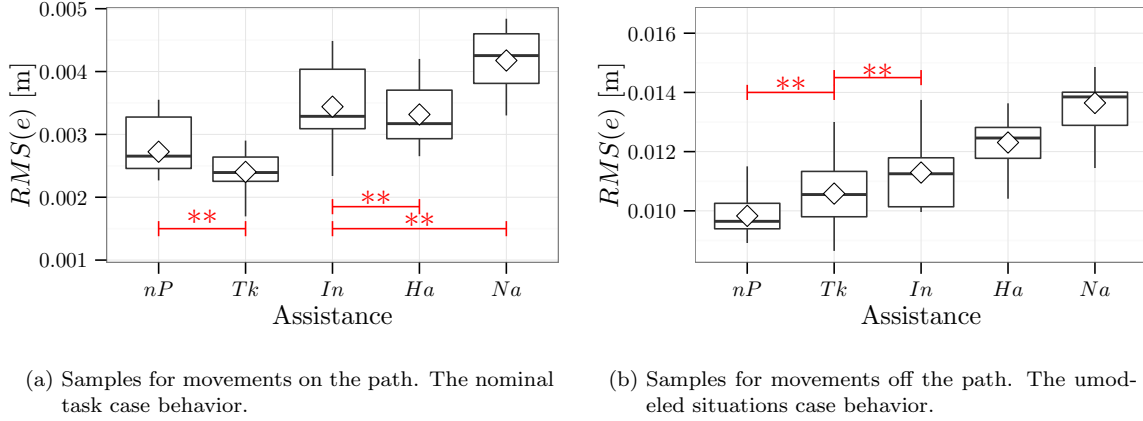 0.005
0.004
0.003
0.002
0.001
RMS(e) [m]
**
**
**
nP Tk In Ha Na
Assistance
0.016
0.014
0.012
0.010
RMS(e) [m]
**
**
nP Tk In Ha Na
Assistance
(a) Samples for movements on the path. The nominal
task case behavior.
(b) Samples for movements off the path. The umod-
eled situations case behavior.